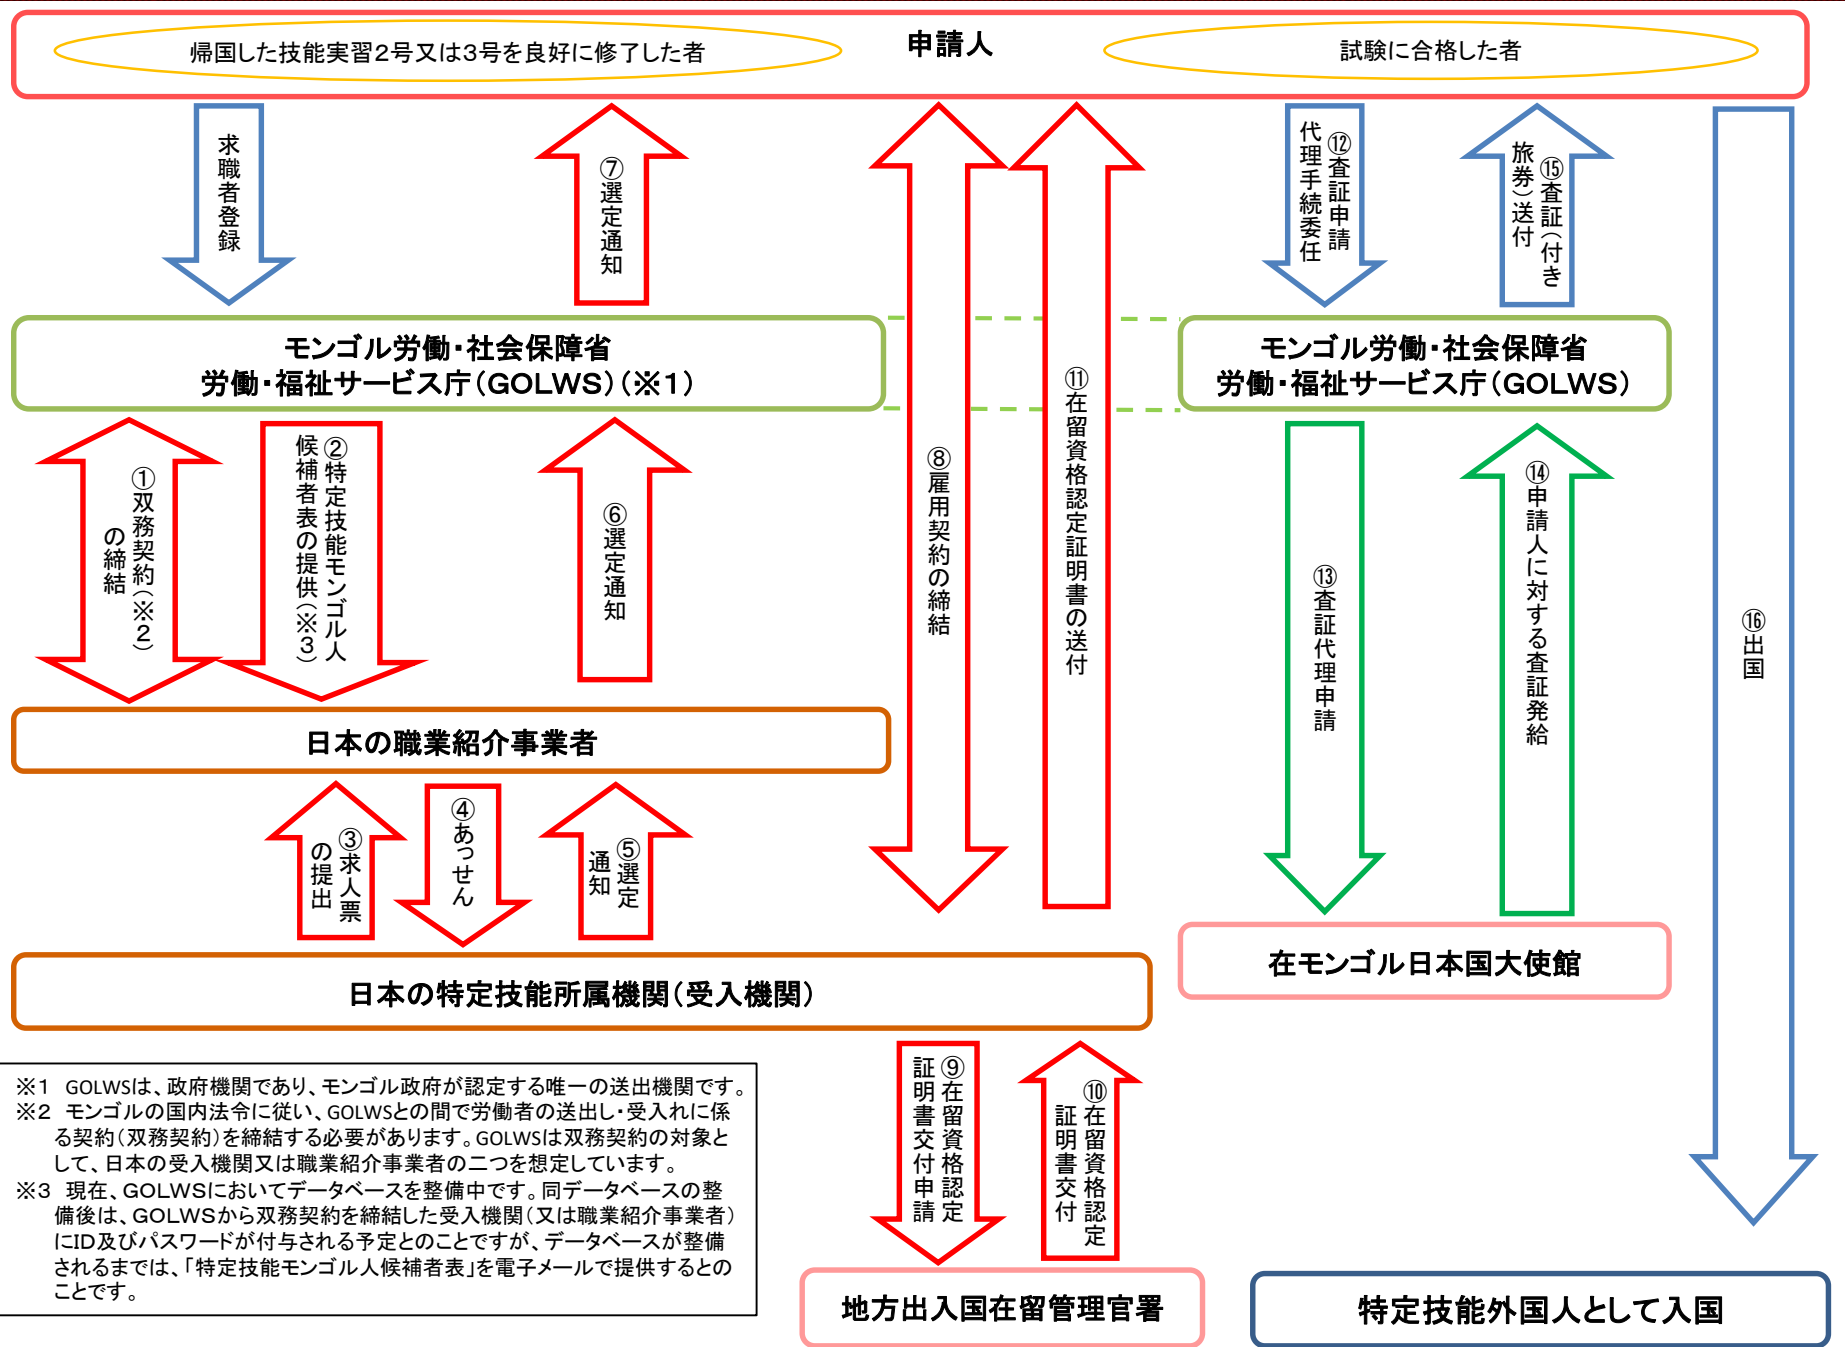 申請人
帰国した技能実習2号又は3号を良好に修了した者
試験に合格した者
求職者登録
⑦選定通知
⑫査証申請
代理手続委任
⑮査証(付き
旅券)送付
モンゴル労働・社会保障省
労働・福祉サービス庁(GOLWS)(※1)
モンゴル労働・社会保障省
労働・福祉サービス庁(GOLWS)
①双務契約(※2)
の締結
②特定技能モンゴル人
候補者表の提供(※3)
⑥選定通知
⑧雇用契約の締結
⑪在留資格認定証明書の送付
⑬査証代理申請
⑭申請人に対する査証発給
⑯出国
日本の職業紹介事業者
③求人票
の提出
④あっせん
⑤選定
通知
日本の特定技能所属機関(受入機関)
在モンゴル日本国大使館
⑨在留資格認定
証明書交付申請
⑩在留資格認定
証明書交付
※1 GOLWSは、政府機関であり、モンゴル政府が認定する唯一の送出機関です。
※2 モンゴルの国内法令に従い、GOLWSとの間で労働者の送出し・受入れに係
る契約(双務契約)を締結する必要があります。GOLWSは双務契約の対象と
して、日本の受入機関又は職業紹介事業者の二つを想定しています。
※3 現在、GOLWSにおいてデータベースを整備中です。同データベースの整
備後は、GOLWSから双務契約を締結した受入機関(又は職業紹介事業者)
にID及びパスワードが付与される予定とのことですが、データベースが整備
されるまでは、「特定技能モンゴル人候補者表」を電子メールで提供するとの
ことです。
地方出入国在留管理官署
特定技能外国人として入国